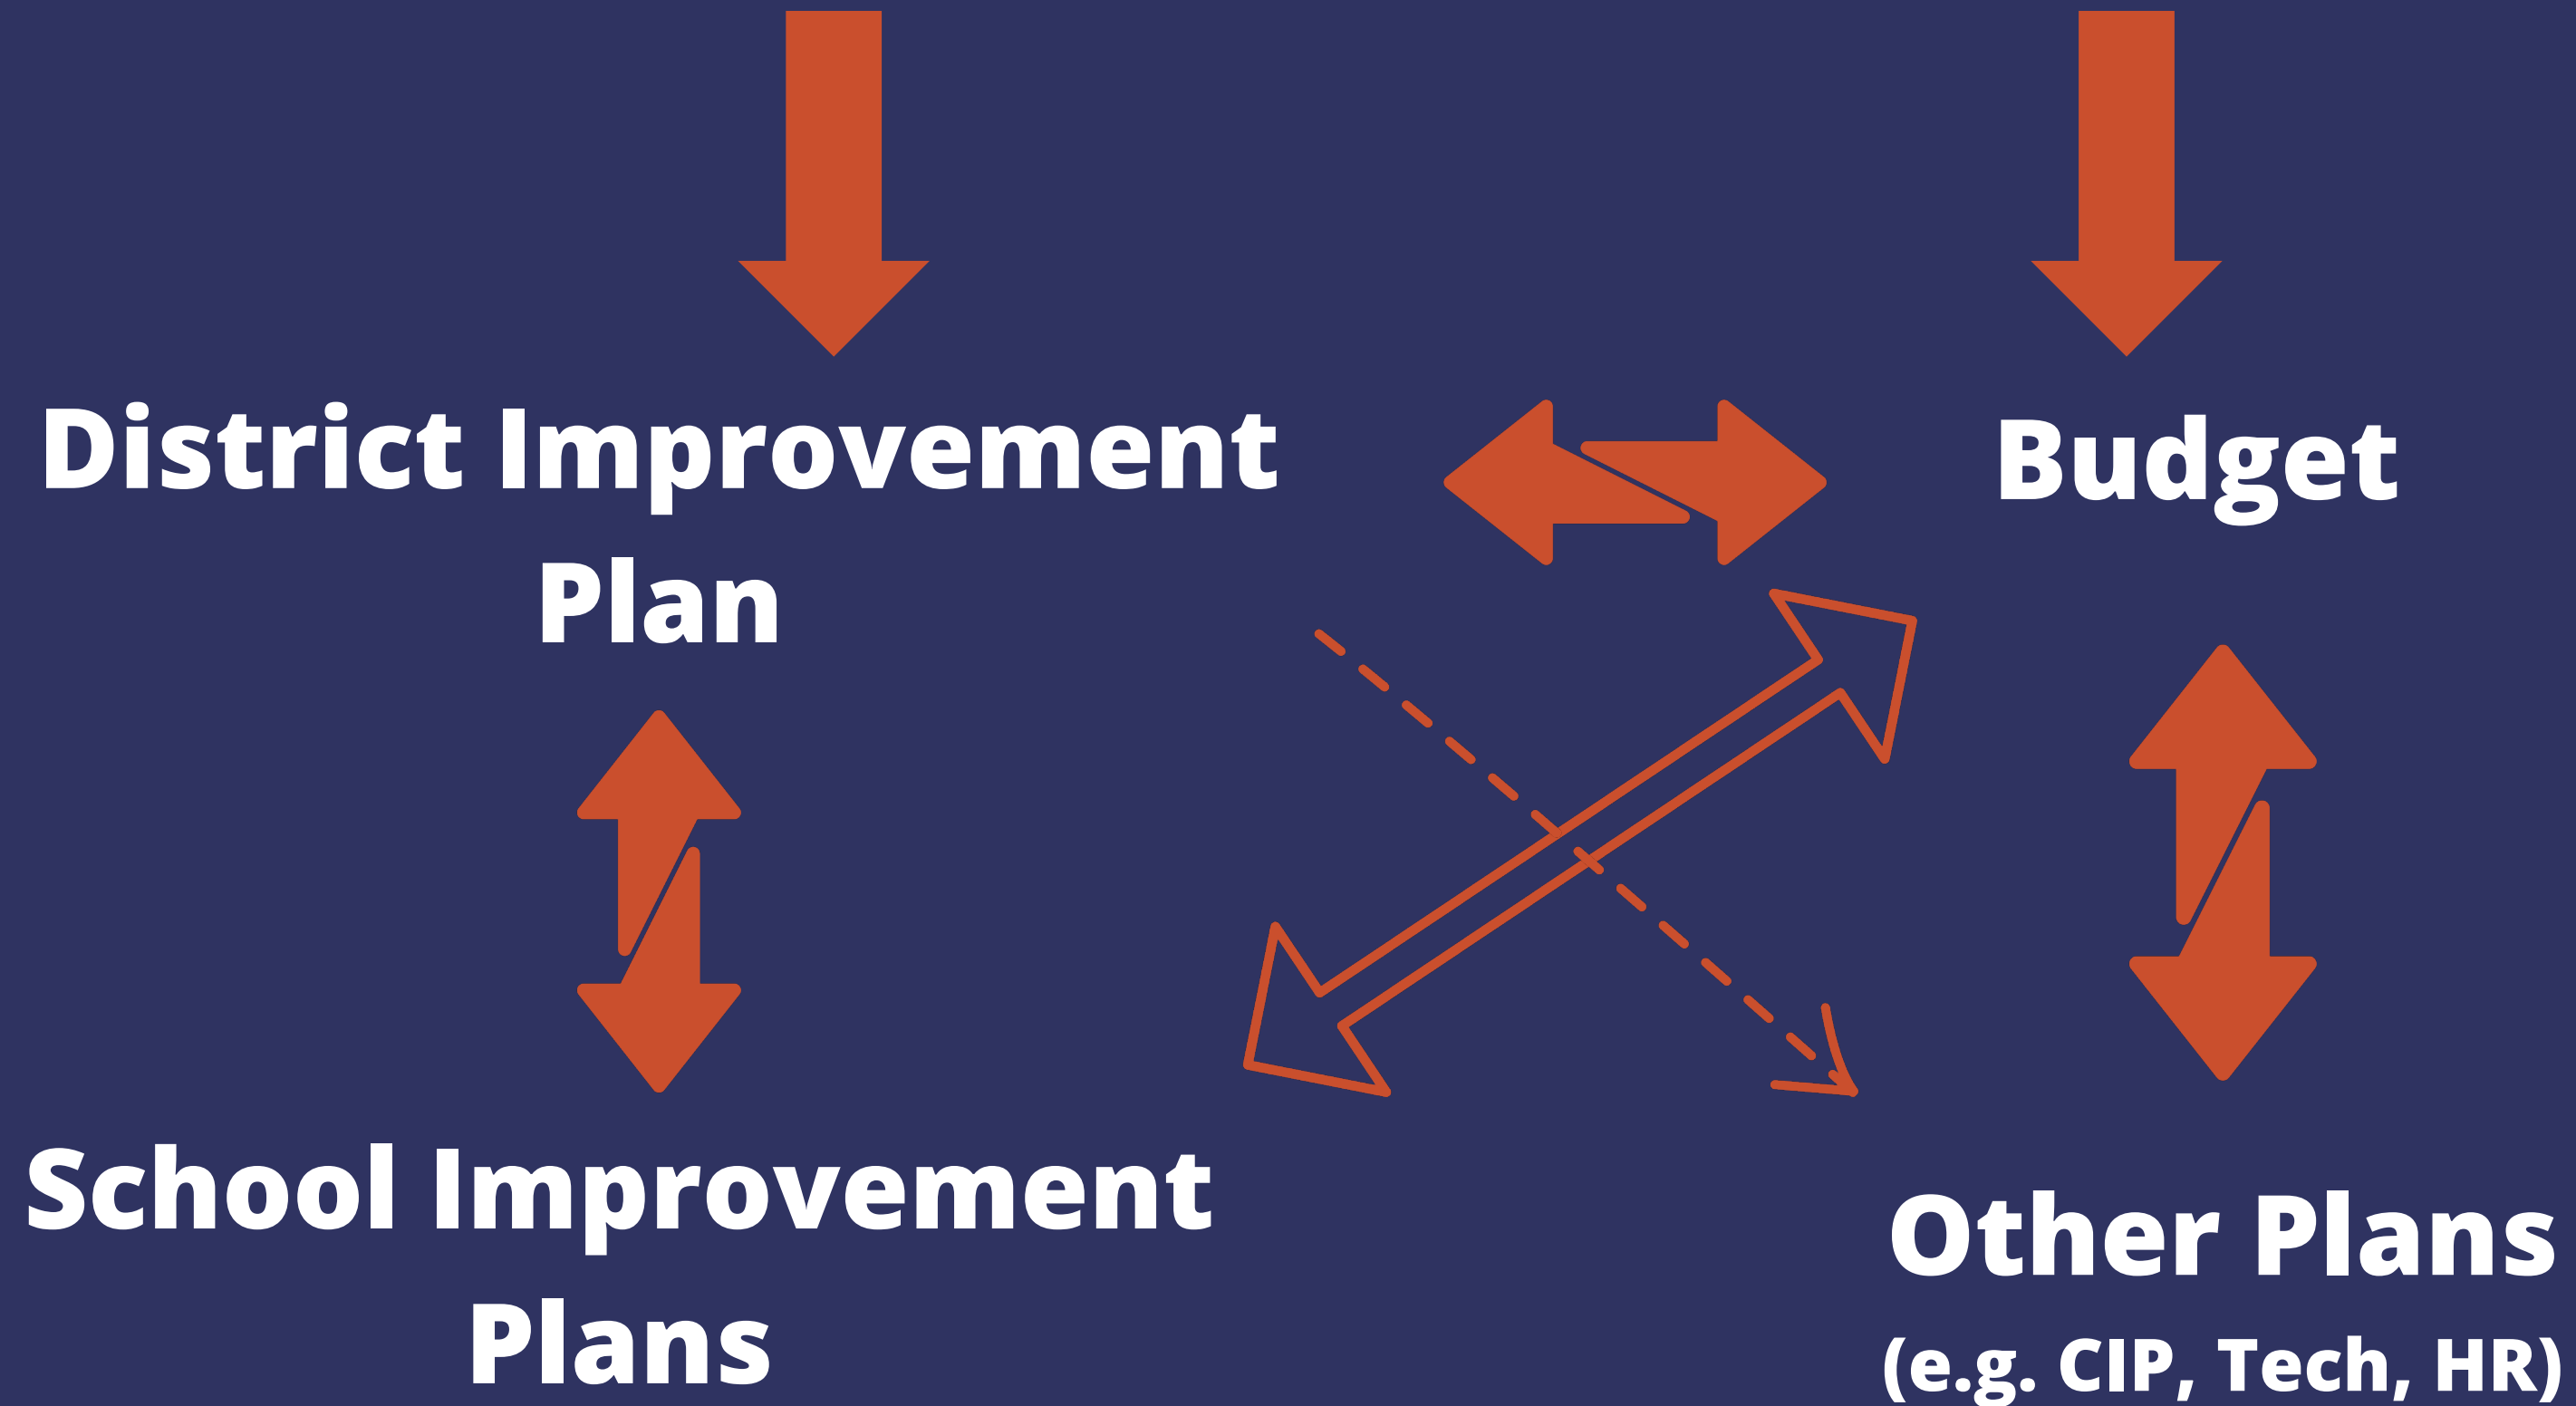 District Improvement
Plan
Budget
School Improvement
Plans
Other Plans
(e.g. CIP, Tech, HR)